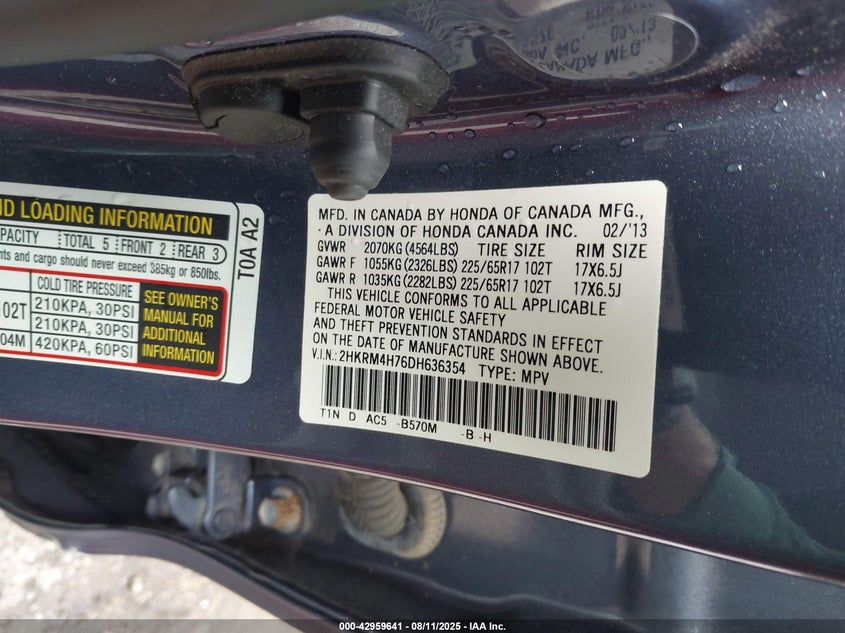 ND LOADING INFORMATION
PACITY TOTAL 5 FRONT 2 REAR 3
nts and cargo should never exceed 385kg or 850lbs.
COLD TIRE PRESSURE
102T 210KPA, 30PSI
210KPA, 30PSI
04M 420KPA, 60PSI
SEE OWNER'S
MANUAL FOR
ADDITIONAL
INFORMATION
T0A A2
MFD. IN CANADA BY HONDA OF CANADA MFG.,
A DIVISION OF HONDA CANADA INC. 02/'13
GVWR 2070KG(4564LBS) TIRE SIZE RIM SIZE
GAWR F 1055KG(2326LBS) 225/65R17 102T 17X6.5J
GAWR R 1035KG(2282LBS) 225/65R17 102T 17X6.5J
THIS VEHICLE CONFORMS TO ALL APPLICABLE
FEDERAL MOTOR VEHICLE SAFETY
AND THEFT PREVENTION STANDARDS IN EFFECT
ON THE DATE OF MANUFACTURE SHOWN ABOVE.
V.I.N.: 2HKRM4H76DH636354 TYPE: MPV
T1N D AC5 -B570M -B -H
000-42959641 - 08/11/2025 - IAA Inc.